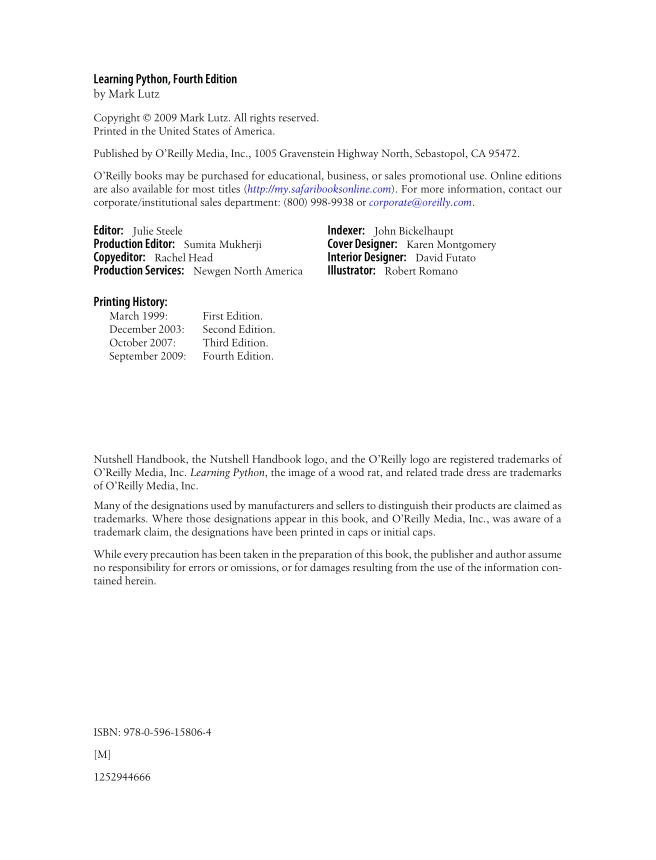 Learning Python, Fourth Edition
by Mark Lutz
Copyright © 2009 Mark Lutz. All rights reserved.
Printed in the United States of America.
Published by O’Reilly Media, Inc., 1005 Gravenstein Highway North, Sebastopol, CA 95472.
O’Reilly books may be purchased for educational, business, or sales promotional use. Online editions
are also available for most titles (http://my.safaribooksonline.com). For more information, contact our
corporate/institutional sales department: (800) 998-9938 or corporate@oreilly.com.
Editor: Julie Steele
Production Editor: Sumita Mukherji
Copyeditor: Rachel Head
Production Services: Newgen North America
Indexer: John Bickelhaupt
Cover Designer: Karen Montgomery
Interior Designer: David Futato
Illustrator: Robert Romano
Printing History:
March 1999: First Edition.
December 2003: Second Edition.
October 2007: Third Edition.
September 2009: Fourth Edition.
Nutshell Handbook, the Nutshell Handbook logo, and the O’Reilly logo are registered trademarks of
O’Reilly Media, Inc. Learning Python, the image of a wood rat, and related trade dress are trademarks
of O’Reilly Media, Inc.
Many of the designations used by manufacturers and sellers to distinguish their products are claimed as
trademarks. Where those designations appear in this book, and O’Reilly Media, Inc., was aware of a
trademark claim, the designations have been printed in caps or initial caps.
While every precaution has been taken in the preparation of this book, the publisher and author assume
no responsibility for errors or omissions, or for damages resulting from the use of the information con-
tained herein.
ISBN: 978-0-596-15806-4
[M]
1252944666